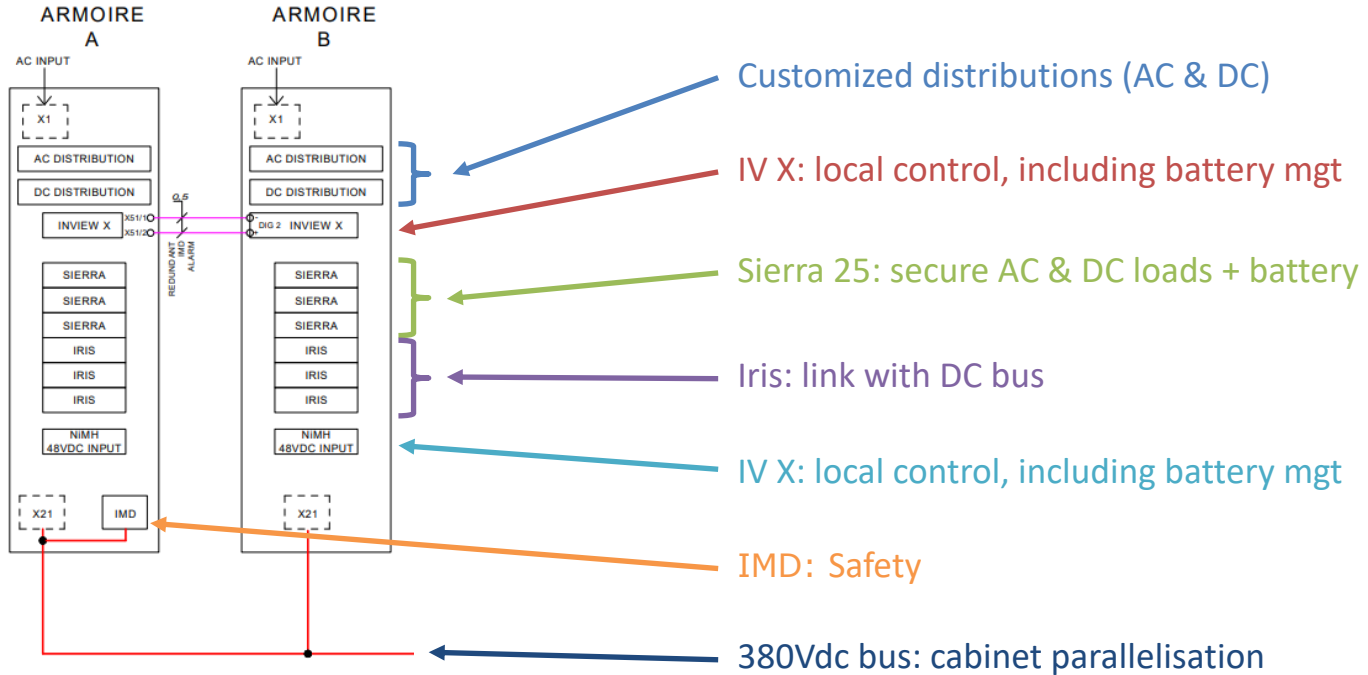 ARMOIRE
A
AC INPUT
X1
AC DISTRIBUTION
DC DISTRIBUTION
INVIEW X
X51/1
X51/2
0,5
REDUNDANT
IMD
ALARM
SIERRA
SIERRA
SIERRA
IRIS
IRIS
IRIS
NiMH
48VDC INPUT
X21
IMD
ARMOIRE
B
AC INPUT
X1
AC DISTRIBUTION
DC DISTRIBUTION
-
DIG 2 INVIEW X
+
SIERRA
SIERRA
SIERRA
IRIS
IRIS
IRIS
NiMH
48VDC INPUT
X21
Customized distributions (AC & DC)
IV X: local control, including battery mgt
Sierra 25: secure AC & DC loads + battery
Iris: link with DC bus
IV X: local control, including battery mgt
IMD: Safety
380Vdc bus: cabinet parallelisation